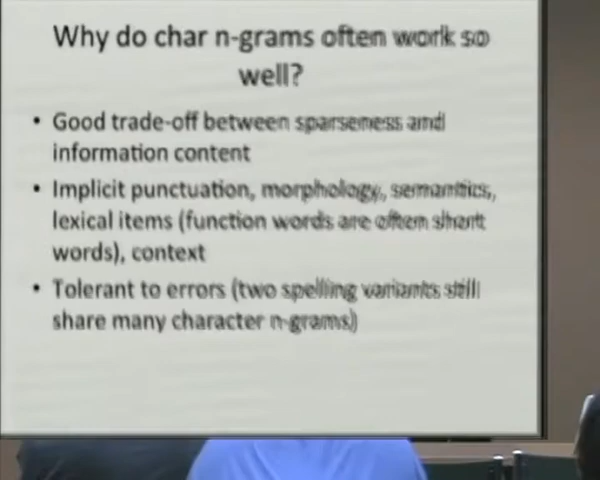 Why do char n-grams often work so
well?
• Good trade-off between sparseness and
information content
• Implicit punctuation, morphology, semantics,
lexical items (function words are often short
words), context
• Tolerant to errors (two spelling variants still
share many character n-grams)